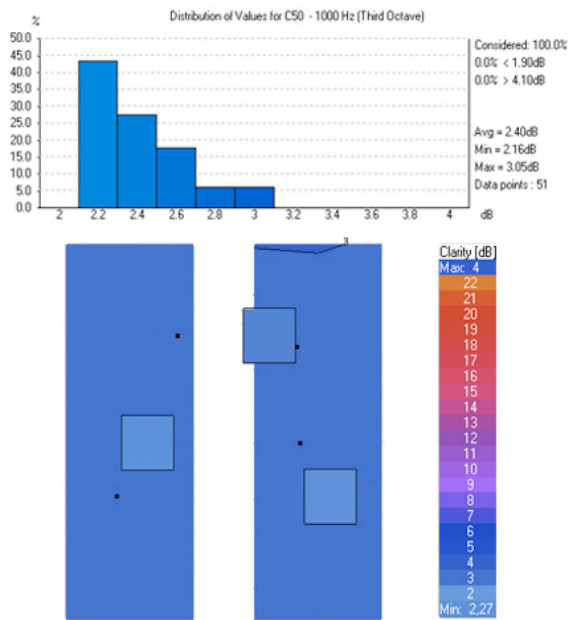 Distribution of Values for C50 - 1000 Hz (Third Octave)
%
50.0
45.0
40.0
35.0
30.0
25.0
20.0
15.0
10.0
5.0
0.0
2 2.2 2.4 2.6 2.8 3 3.2 3.4 3.6 3.8 4 dB
Considered: 100.0%
0.0% < 1.90dB
0.0% > 4.10dB
Avg = 2.40dB
Min = 2.16dB
Max = 3.05dB
Data points : 51
3
Clarity [dB]
Max: 4
22
21
20
19
18
17
16
15
14
13
12
11
10
9
8
7
6
5
4
3
2
Min: 2,27